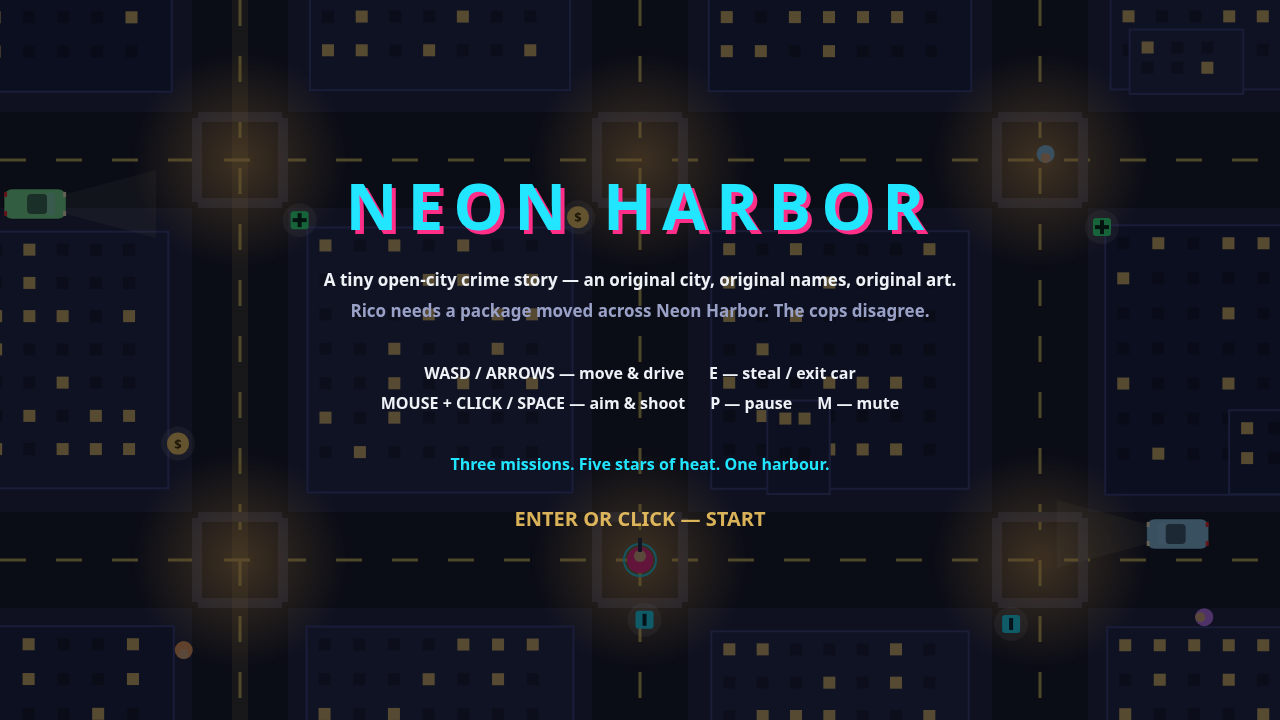 NEON HARBOR
$
A tiny open-city crime story — an original city, original names, original art.
Rico needs a package moved across Neon Harbor. The cops disagree.
WASD / ARROWS — move & drive E — steal / exit car
MOUSE + CLICK / SPACE — aim & shoot P — pause M — mute
$
Three missions. Five stars of heat. One harbour.
ENTER OR CLICK — START